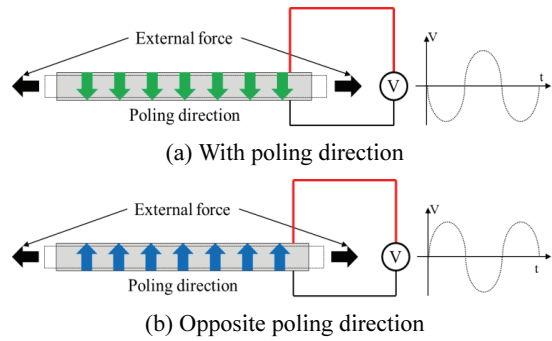 External force
V
V
t
Poling direction
(a) With poling direction
External force
V
V
t
Poling direction
(b) Opposite poling direction